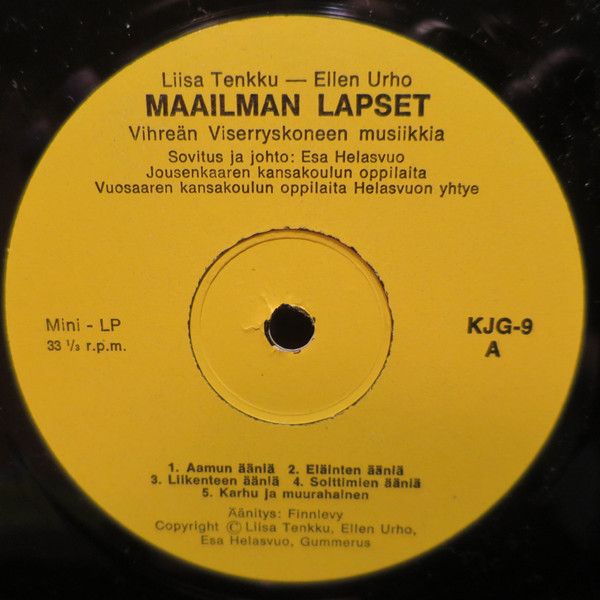 Liisa Tenkku — Ellen Urho
MAAILMAN LAPSET
Vihreän Viserryskoneen musiikkia
Sovitus ja johto: Esa Helasvuo
Jousenkaaren kansakoulun oppilaita
Vuosaaren kansakoulun oppilaita Helasvuon yhtye
Mini - LP
33 ⅓ r.p.m.
KJG-9
A
1. Aamun ääniä 2. Eläinten ääniä
3. Liikenteen ääniä 4. Soittimien ääniä
5. Karhu ja muurahainen
Äänitys: Finnlevy
Copyright © Liisa Tenkku, Ellen Urho,
Esa Helasvuo, Gummerus